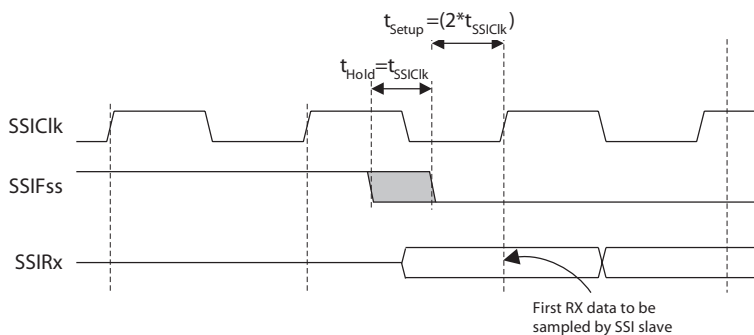 tSetup=(2*tSSIClk)
tHold=tSSIClk
SSIClk
SSIFss
SSIRx
First RX data to be
sampled by SSI slave